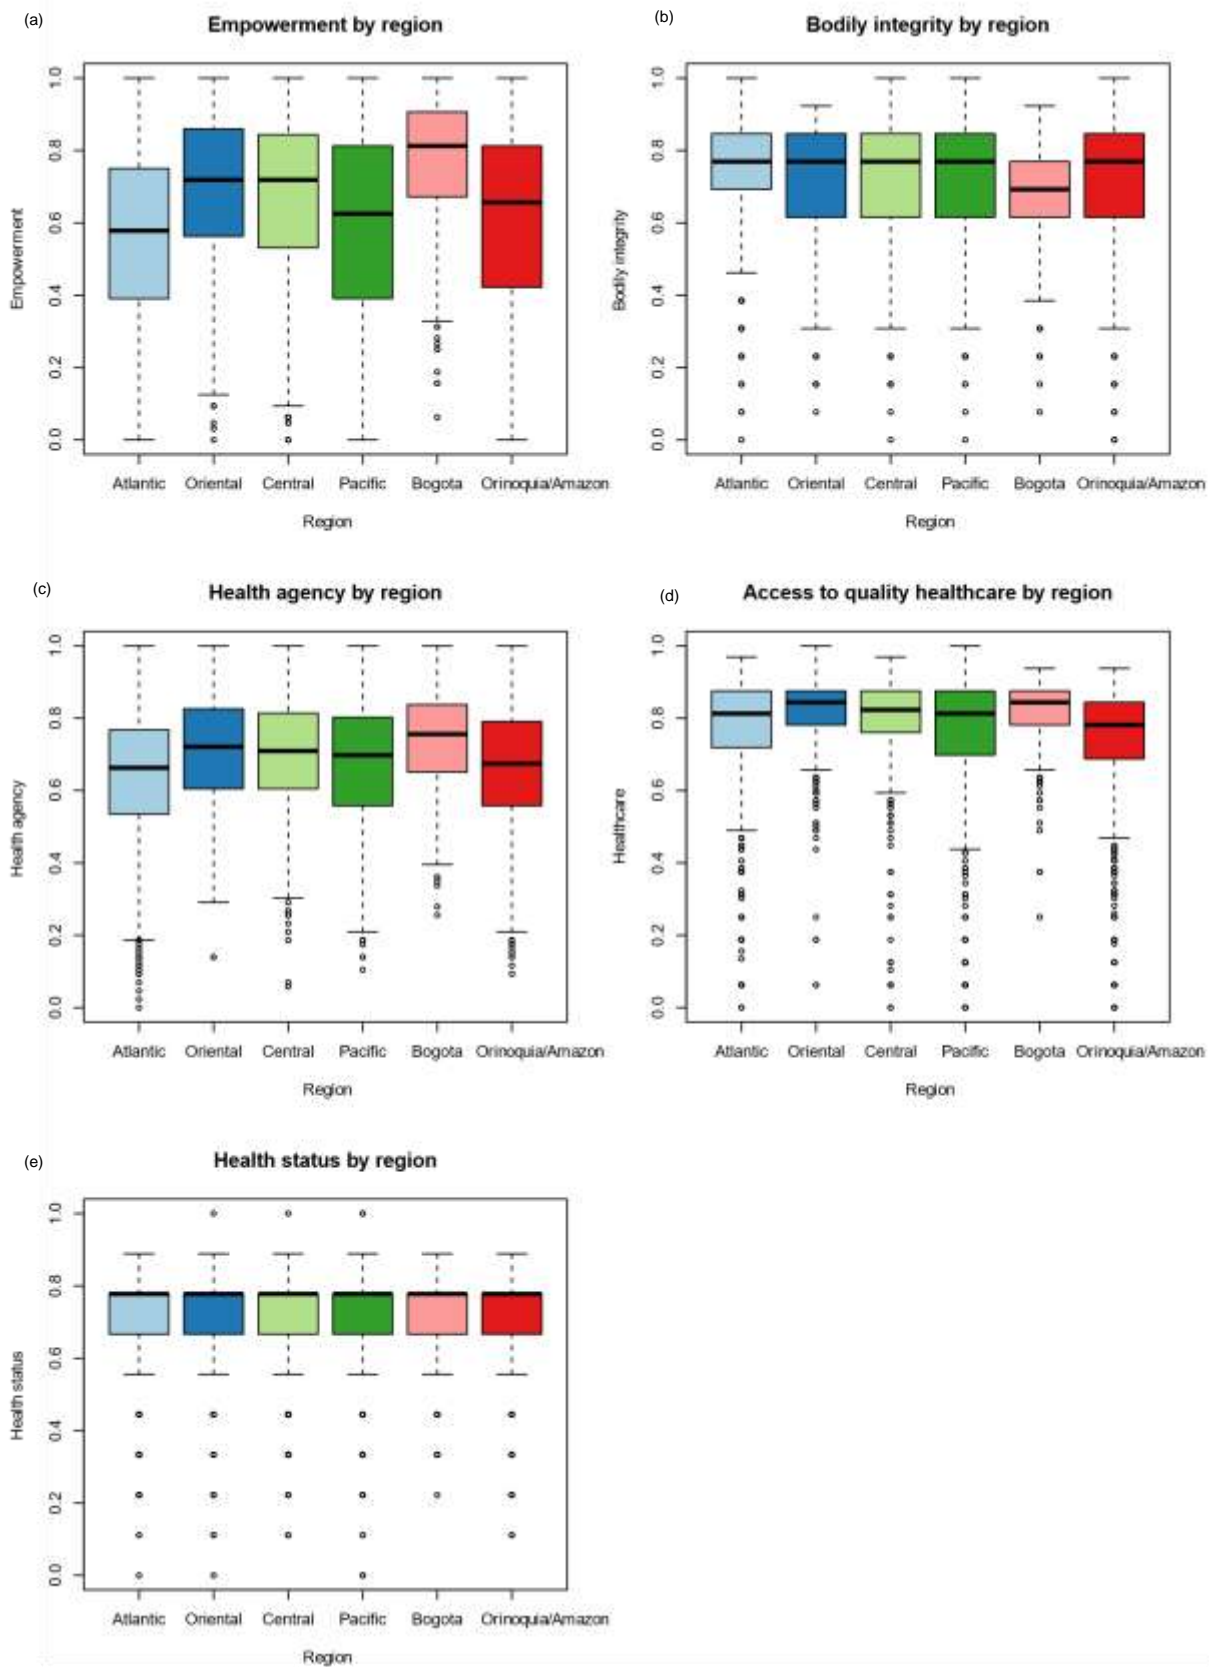 (a)
Empowerment by region
Empowerment
1.0
0.8
0.6
0.4
0.2
0.0
Atlantic Oriental Central Pacific Bogota Orinoquia/Amazon
Region
(b)
Bodily integrity by region
Bodily integrity
1.0
0.8
0.6
0.4
0.2
0.0
Atlantic Oriental Central Pacific Bogota Orinoquia/Amazon
Region
(c)
Health agency by region
Health agency
1.0
0.8
0.6
0.4
0.2
0.0
Atlantic Oriental Central Pacific Bogota Orinoquia/Amazon
Region
(d)
Access to quality healthcare by region
Healthcare
1.0
0.8
0.6
0.4
0.2
0.0
Atlantic Oriental Central Pacific Bogota Orinoquia/Amazon
Region
(e)
Health status by region
Health status
1.0
0.8
0.6
0.4
0.2
0.0
Atlantic Oriental Central Pacific Bogota Orinoquia/Amazon
Region